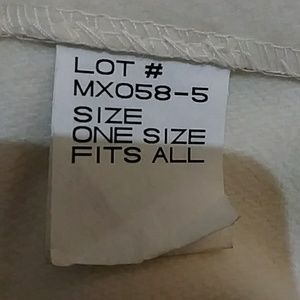 LOT #
MX058-5
SIZE
ONE SIZE
FITS ALL